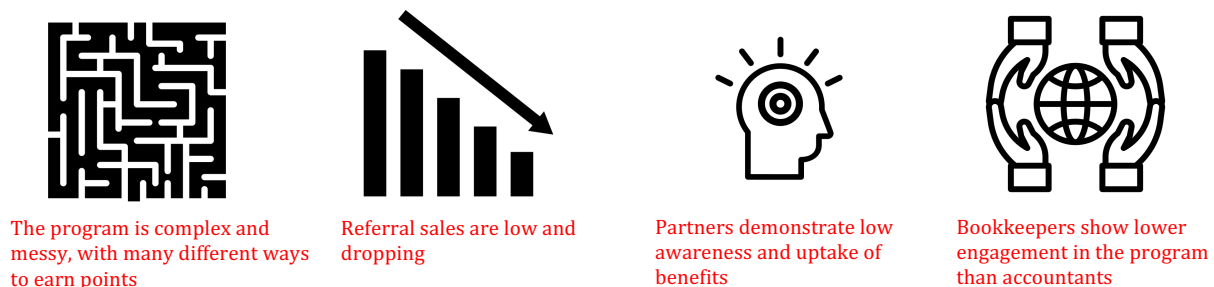 The program is complex and
messy, with many different ways
to earn points
Referral sales are low and
dropping
Partners demonstrate low
awareness and uptake of
benefits
Bookkeepers show lower
engagement in the program
than accountants